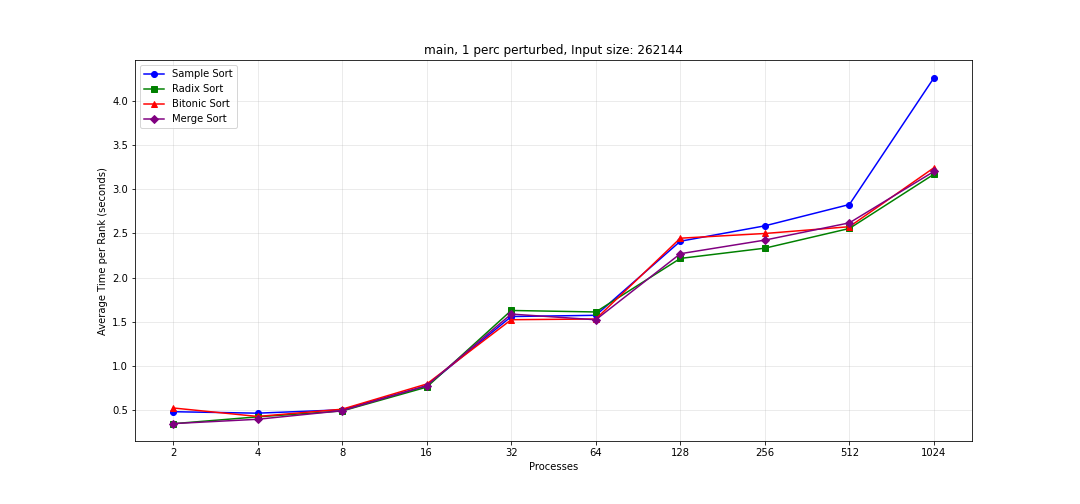 main, 1 perc perturbed, Input size: 262144
Sample Sort
Radix Sort
Bitonic Sort
Merge Sort
Average Time per Rank (seconds)
4.0
3.5
3.0
2.5
2.0
1.5
1.0
0.5
2 4 8 16 32 64 128 256 512 1024
Processes